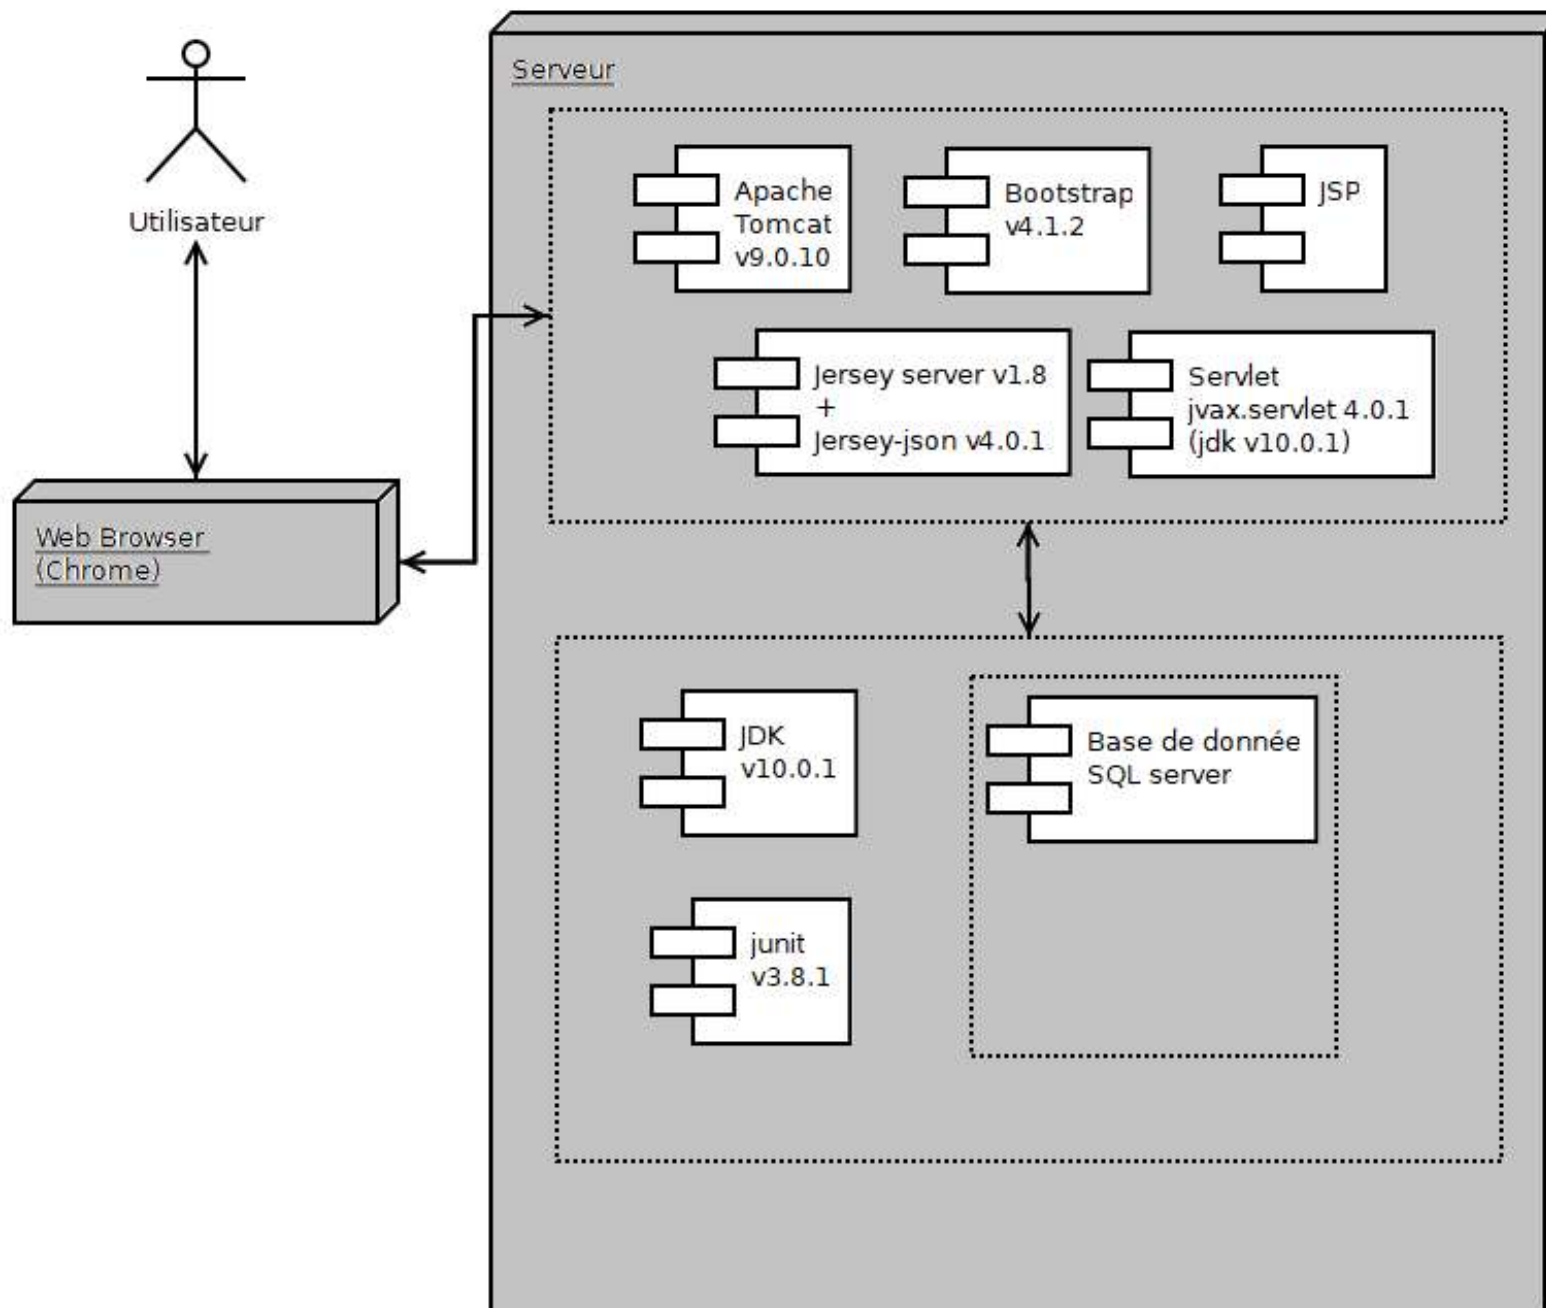 Utilisateur
Web Browser
(Chrome)
Serveur
Apache
Tomcat
v9.0.10
Bootstrap
v4.1.2
JSP
Jersey server v1.8
+
Jersey-json v4.0.1
Servlet
jvax.servlet 4.0.1
(jdk v10.0.1)
JDK
v10.0.1
Base de donnée
SQL server
junit
v3.8.1